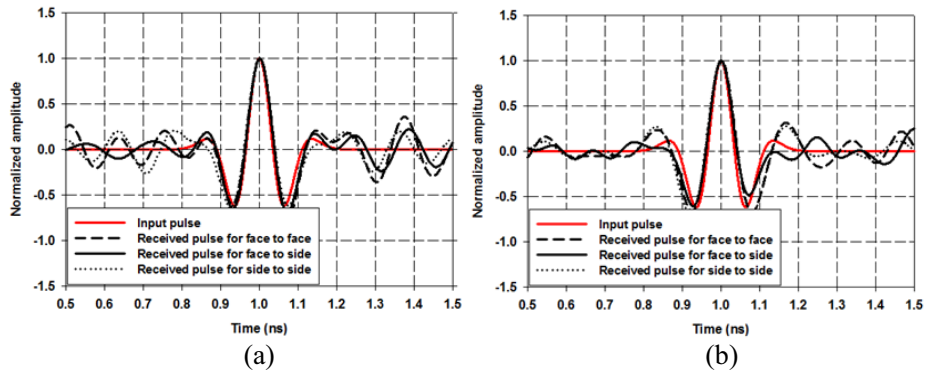 Normalized amplitude
1.0
0.5
0.0
-0.5
-1.0
-1.5
Input pulse
Received pulse for face to face
Received pulse for face to side
Received pulse for side to side
0.5 0.6 0.7 0.8 0.9 1.0 1.1 1.2 1.3 1.4 1.5
Time (ns)
(a)
Normalized amplitude
1.0
0.5
0.0
-0.5
-1.0
-1.5
Input pulse
Received pulse for face to face
Received pulse for face to side
Received pulse for side to side
0.5 0.6 0.7 0.8 0.9 1.0 1.1 1.2 1.3 1.4 1.5
Time (ns)
(b)